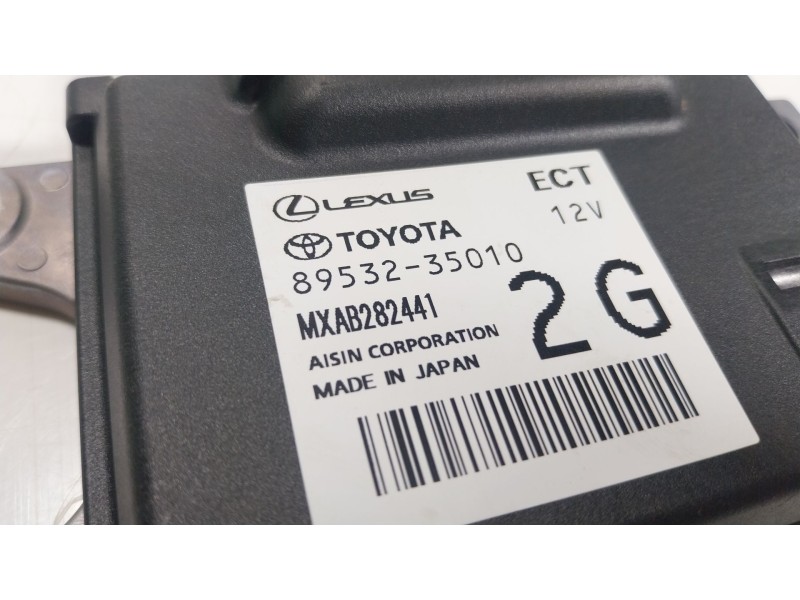 LEXUS
ECT
TOYOTA
12V
89532-35010
MXAB282441
2G
AISIN CORPORATION
MADE IN JAPAN